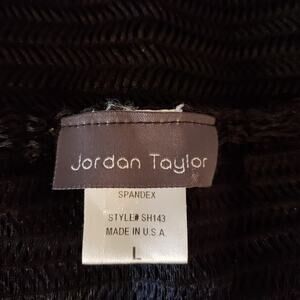 Jordan Taylor
SPANDEX
STYLE# SH143
MADE IN U.S.A.
L